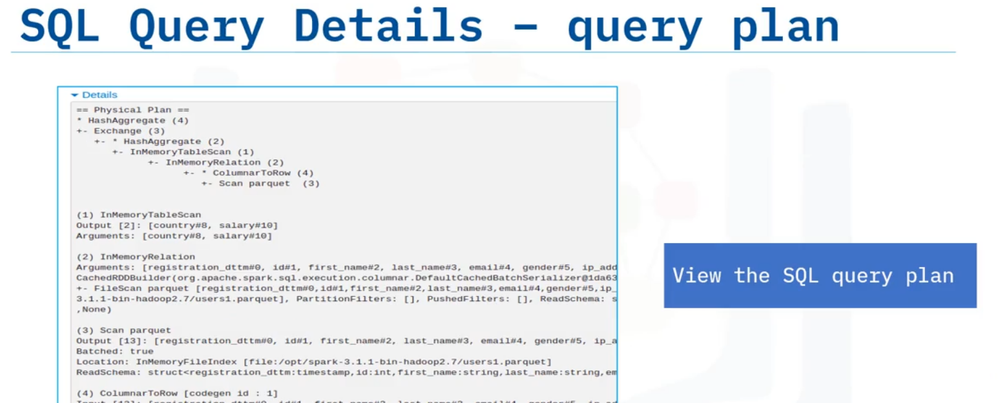 SQL Query Details – query plan
Details
== Physical Plan ==
* HashAggregate (4)
+- Exchange (3)
   +- * HashAggregate (2)
      +- InMemoryTableScan (1)
            +- InMemoryRelation (2)
                  +- * ColumnarToRow (4)
                     +- Scan parquet  (3)
(1) InMemoryTableScan
Output [2]: [country#8, salary#10]
Arguments: [country#8, salary#10]
(2) InMemoryRelation
Arguments: [registration_dttm#0, id#1, first_name#2, last_name#3, email#4, gender#5, ip_add
CachedRDDBuilder(org.apache.spark.sql.execution.columnar.DefaultCachedBatchSerializer@1da63
+- FileScan parquet [registration_dttm#0,id#1,first_name#2,last_name#3,email#4,gender#5,ip_
3.1.1-bin-hadoop2.7/users1.parquet], PartitionFilters: [], PushedFilters: [], ReadSchema: s
,None)
(3) Scan parquet
Output [13]: [registration_dttm#0, id#1, first_name#2, last_name#3, email#4, gender#5, ip_a
Batched: true
Location: InMemoryFileIndex [file:/opt/spark-3.1.1-bin-hadoop2.7/users1.parquet]
ReadSchema: struct<registration_dttm:timestamp,id:int,first_name:string,last_name:string,em
(4) ColumnarToRow [codegen id : 1]
View the SQL query plan